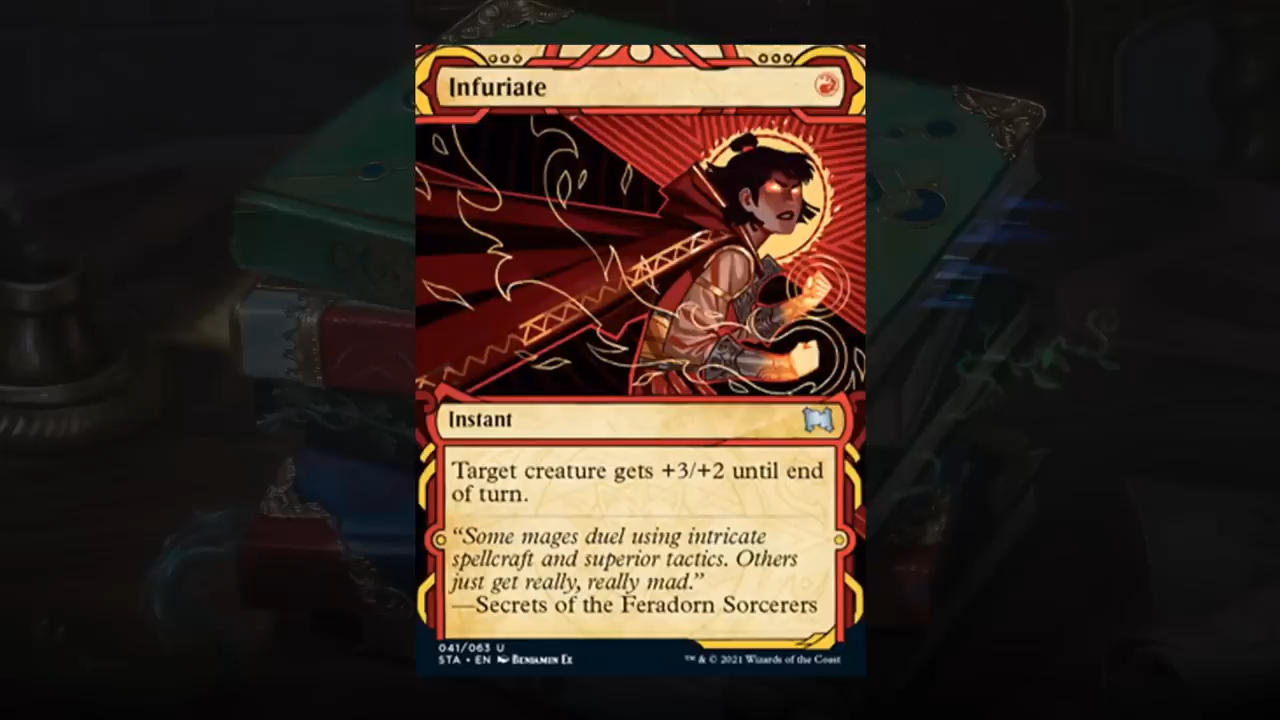 Infuriate
Instant
Target creature gets +3/+2 until end
of turn.
“Some mages duel using intricate
spellcraft and superior tactics. Others
just get really, really mad.”
—Secrets of the Feradorn Sorcerers
041/063 U
STA • EN Benjamin Ee
™ & © 2021 Wizards of the Coast